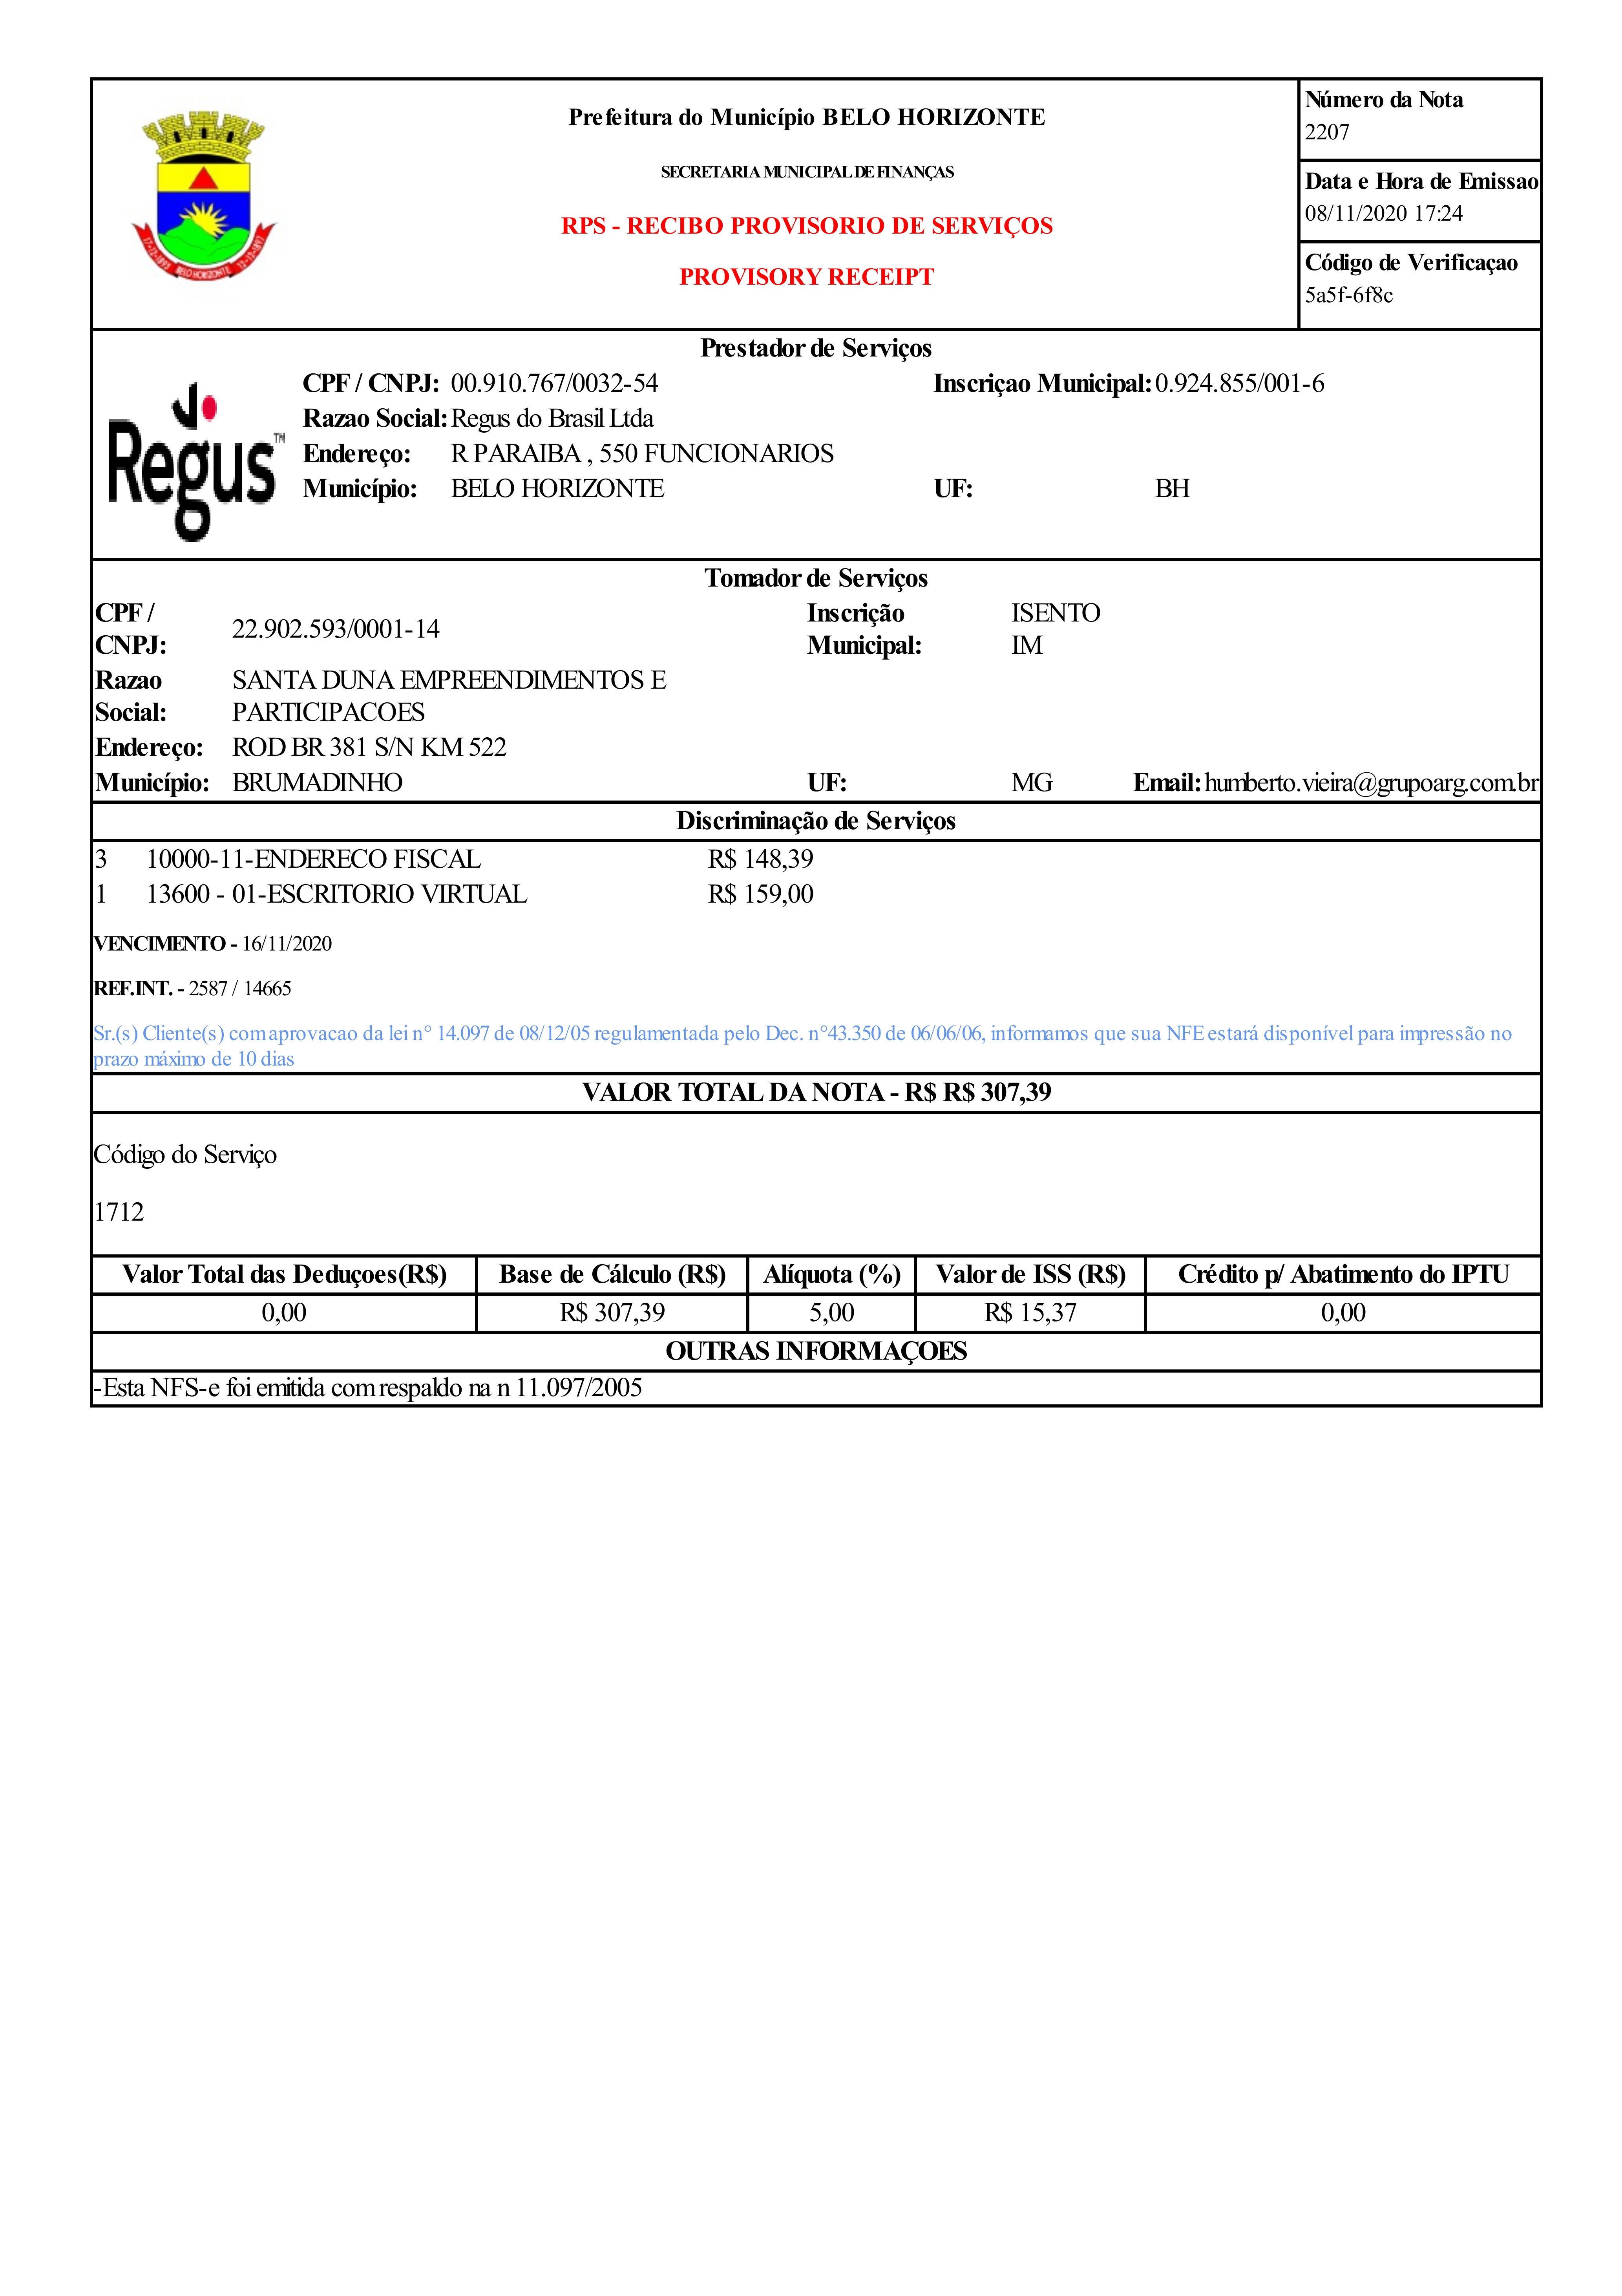 Prefeitura do Município BELO HORIZONTE
SECRETARIA MUNICIPAL DE FINANÇAS
RPS - RECIBO PROVISORIO DE SERVIÇOS
PROVISORY RECEIPT
Número da Nota
2207
Data e Hora de Emissao
08/11/2020 17:24
Código de Verificaçao
5a5f-6f8c
17-12-1893 BELO HORIZONTE 12-12-1897
Prestador de Serviços
Regus™
CPF / CNPJ: 00.910.767/0032-54 Inscriçao Municipal: 0.924.855/001-6
Razao Social: Regus do Brasil Ltda
Endereço: R PARAIBA , 550 FUNCIONARIOS
Município: BELO HORIZONTE UF: BH
Tomador de Serviços
CPF / CNPJ: 22.902.593/0001-14 Inscrição Municipal: ISENTO IM
Razao Social: SANTA DUNA EMPREENDIMENTOS E PARTICIPACOES
Endereço: ROD BR 381 S/N KM 522
Município: BRUMADINHO UF: MG Email: humberto.vieira@grupoarg.com.br
Discriminação de Serviços
3 10000-11-ENDERECO FISCAL R$ 148,39
1 13600 - 01-ESCRITORIO VIRTUAL R$ 159,00
VENCIMENTO - 16/11/2020
REF.INT. - 2587 / 14665
Sr.(s) Cliente(s) com aprovacao da lei n° 14.097 de 08/12/05 regulamentada pelo Dec. n°43.350 de 06/06/06, informamos que sua NFE estará disponível para impressão no
prazo máximo de 10 dias
VALOR TOTAL DA NOTA - R$ R$ 307,39
Código do Serviço
1712
Valor Total das Deduçoes(R$) Base de Cálculo (R$) Alíquota (%) Valor de ISS (R$) Crédito p/ Abatimento do IPTU
0,00 R$ 307,39 5,00 R$ 15,37 0,00
OUTRAS INFORMAÇOES
-Esta NFS-e foi emitida com respaldo na n 11.097/2005